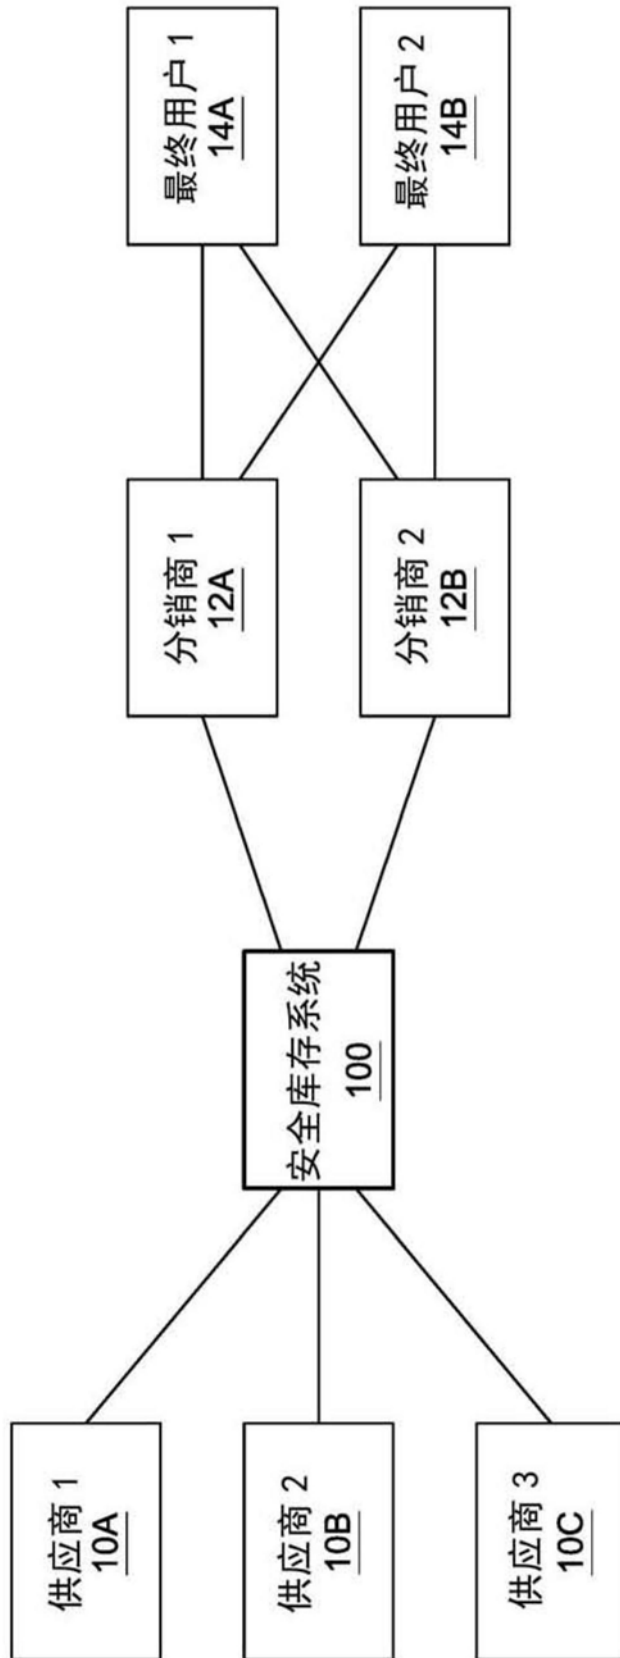 供应商 1
10A
供应商 2
10B
供应商 3
10C
安全库存系统
100
分销商 1
12A
分销商 2
12B
最终用户 1
14A
最终用户 2
14B